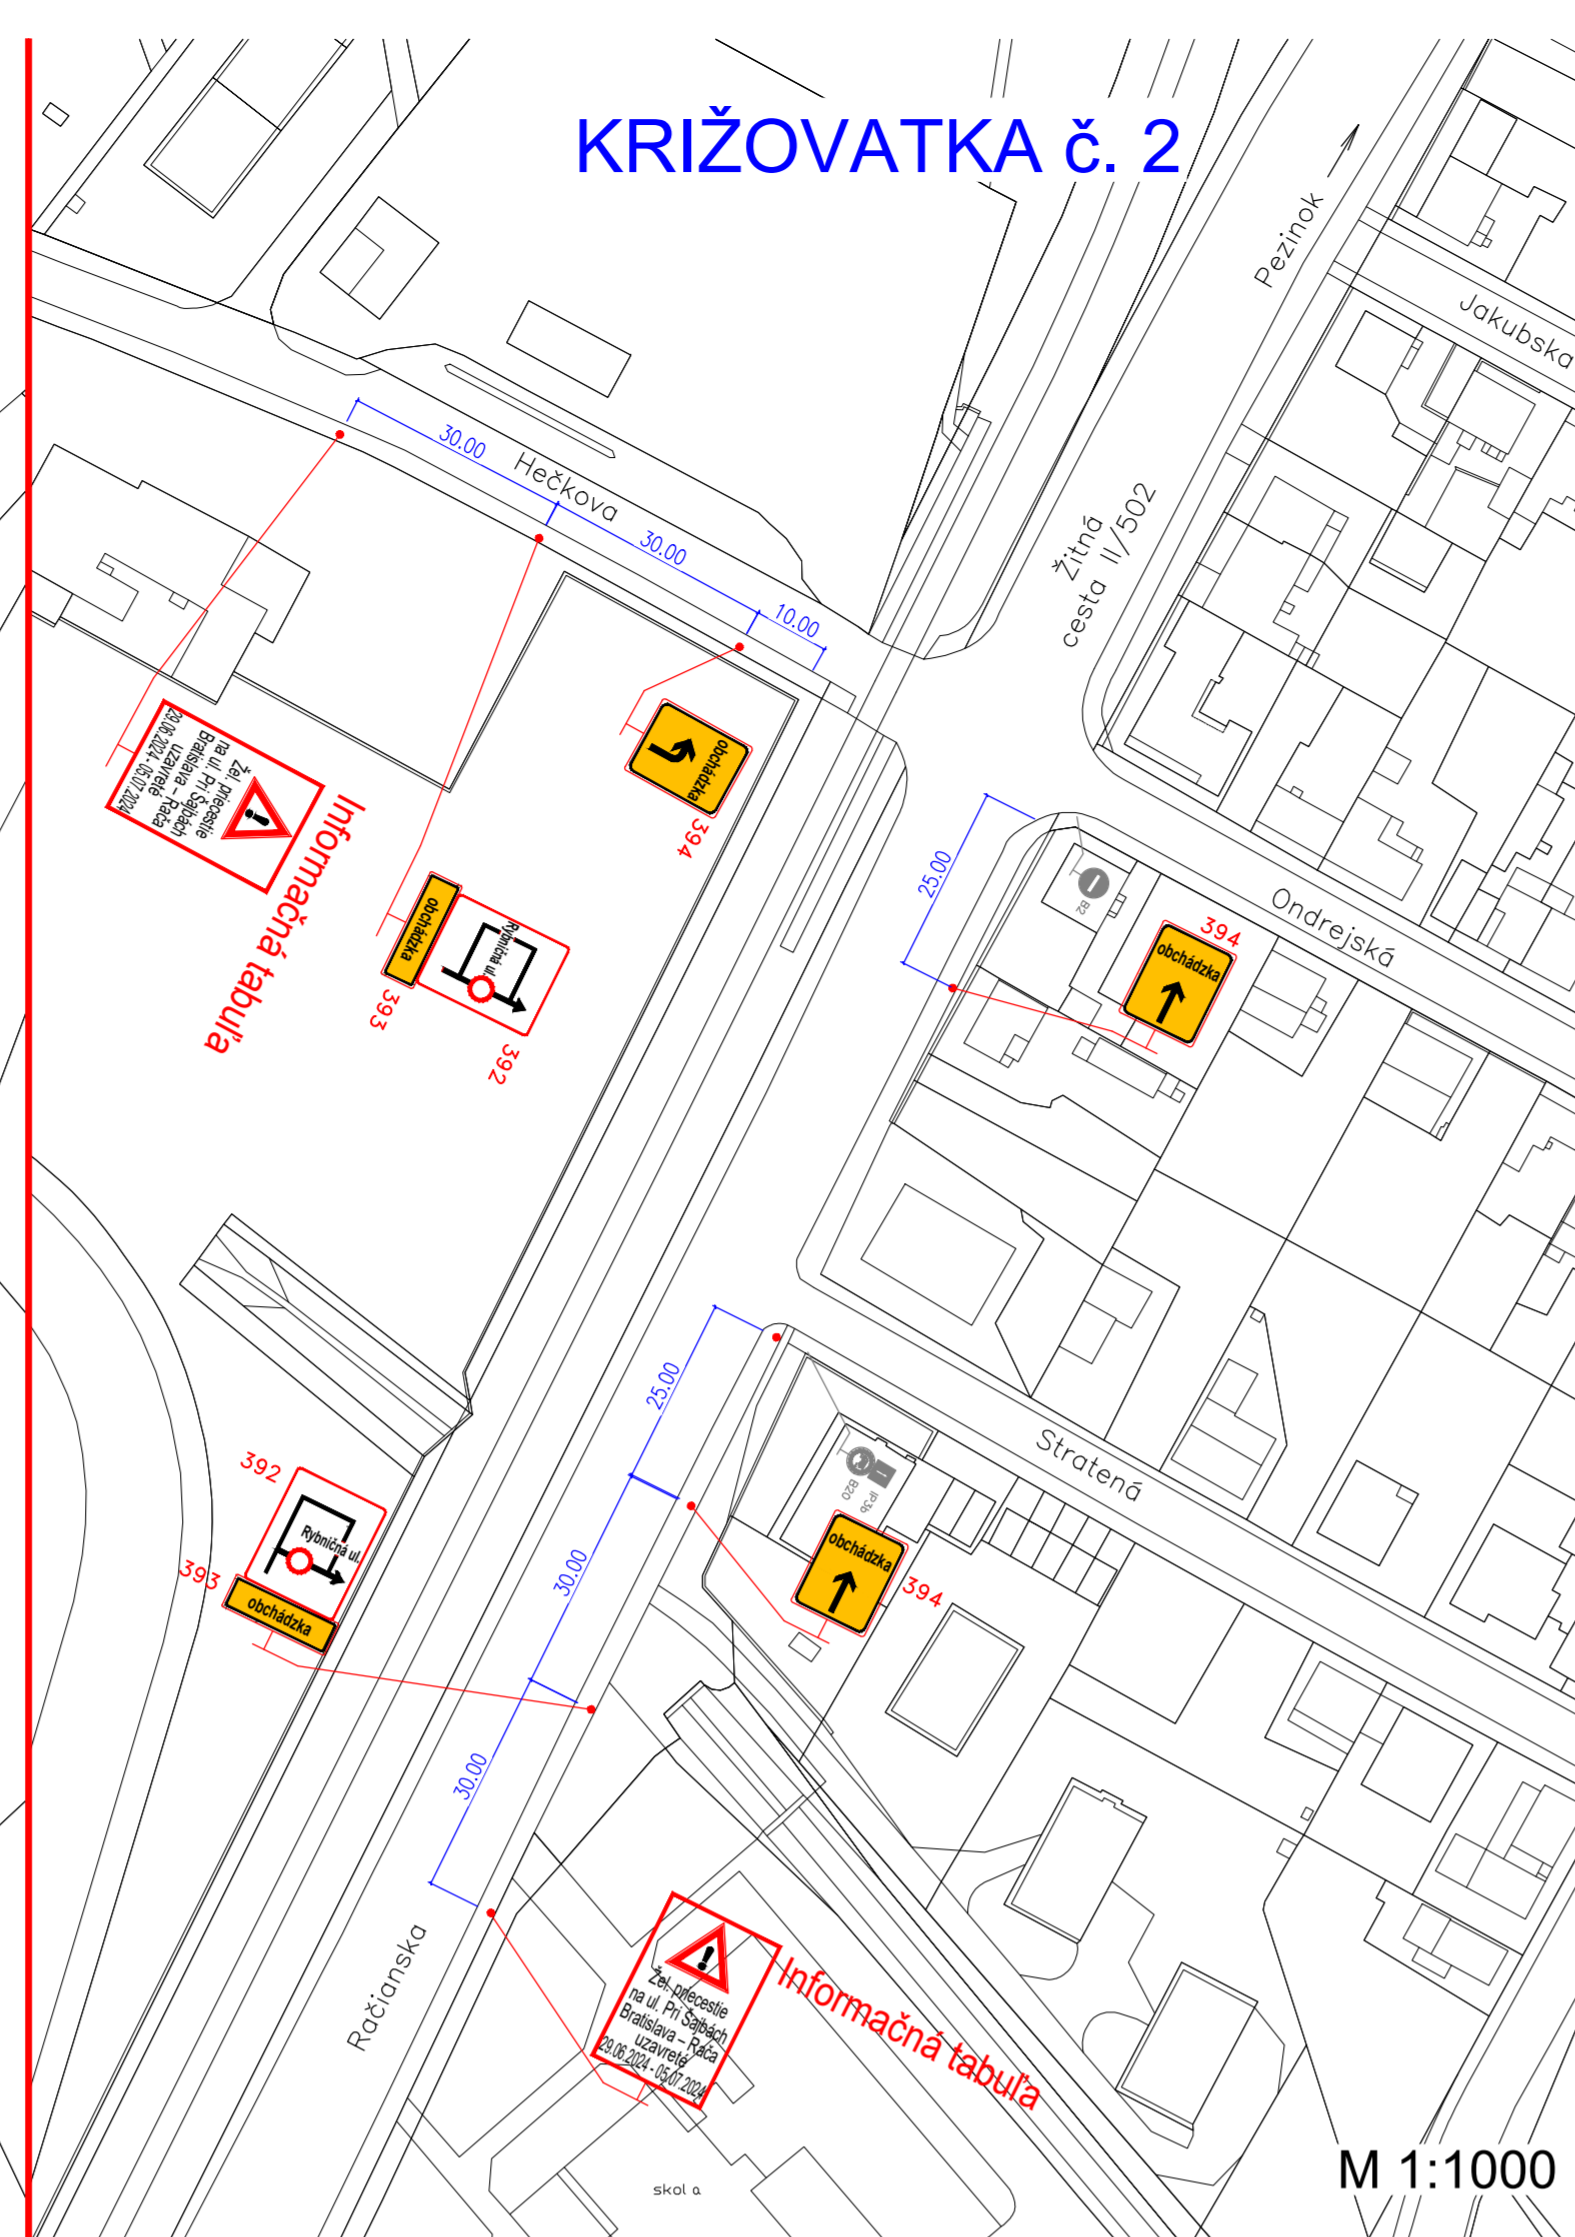 KRIŽOVATKA č. 2
Pezinok
Jakubska
30.00
Hečkova
30.00
10.00
Žitná
cesta II/502
obchádzka
394
Žel. priecestie
na ul. Pri Šajbách
Bratislava – Rača
uzavreté
29.06.2024 - 05.07.2024
Informačná tabuľa
obchádzka
Rybničná ul.
393
392
25.00
B2
394
obchádzka
Ondrejská
25.00
Stratená
B20
IP3b
obchádzka
394
392
Rybničná ul.
393
obchádzka
30.00
30.00
Račianska
Žel. priecestie
na ul. Pri Šajbách
Bratislava – Rača
uzavreté
29.06.2024 - 05.07.2024
Informačná tabuľa
skola
M 1:1000